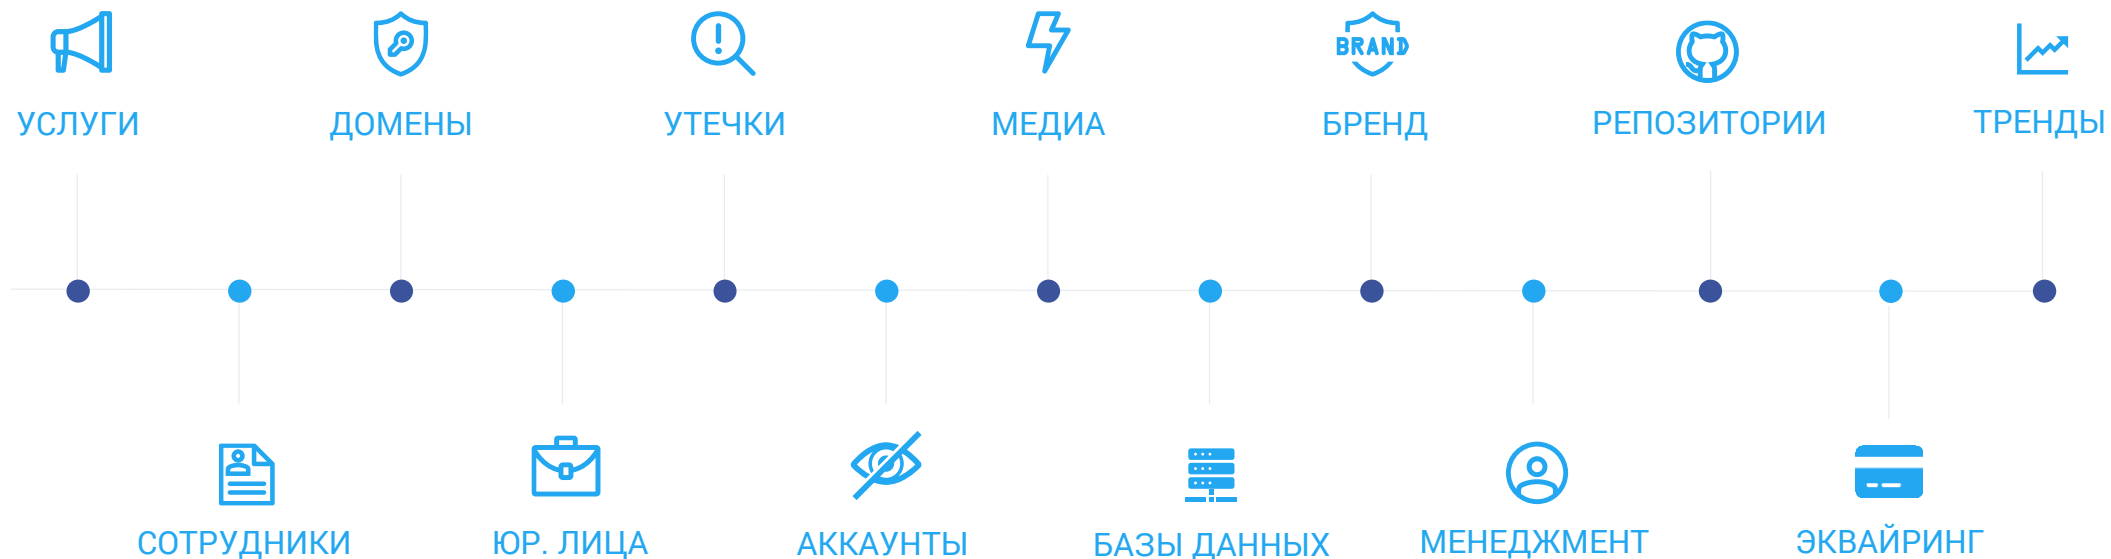 BRAND
УСЛУГИ
ДОМЕНЫ
УТЕЧКИ
МЕДИА
БРЕНД
РЕПОЗИТОРИИ
ТРЕНДЫ
СОТРУДНИКИ
ЮР. ЛИЦА
АККАУНТЫ
БАЗЫ ДАННЫХ
МЕНЕДЖМЕНТ
ЭКВАЙРИНГ